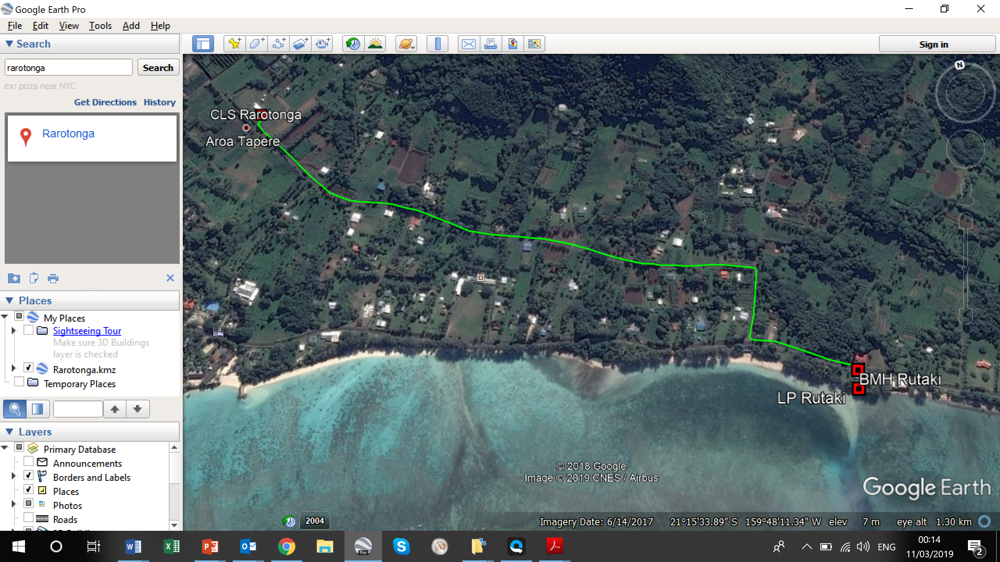 Google Earth Pro
File Edit View Tools Add Help
Search
rarotonga
Search
ex: pizza near NYC
Get Directions History
Rarotonga
Places
My Places
Sightseeing Tour
Make sure 3D Buildings
layer is checked
Rarotonga.kmz
Temporary Places
Layers
Primary Database
Announcements
Borders and Labels
Places
Photos
Roads
Sign in
N
CLS Rarotonga
Aroa Tapere
BMH Rutaki
LP Rutaki
© 2018 Google
Image © 2019 CNES / Airbus
Google Earth
2004
Imagery Date: 6/14/2017 21°15'33.89" S 159°48'11.34" W elev 7 m eye alt 1.30 km
Pro
ENG
00:14
11/03/2019
2